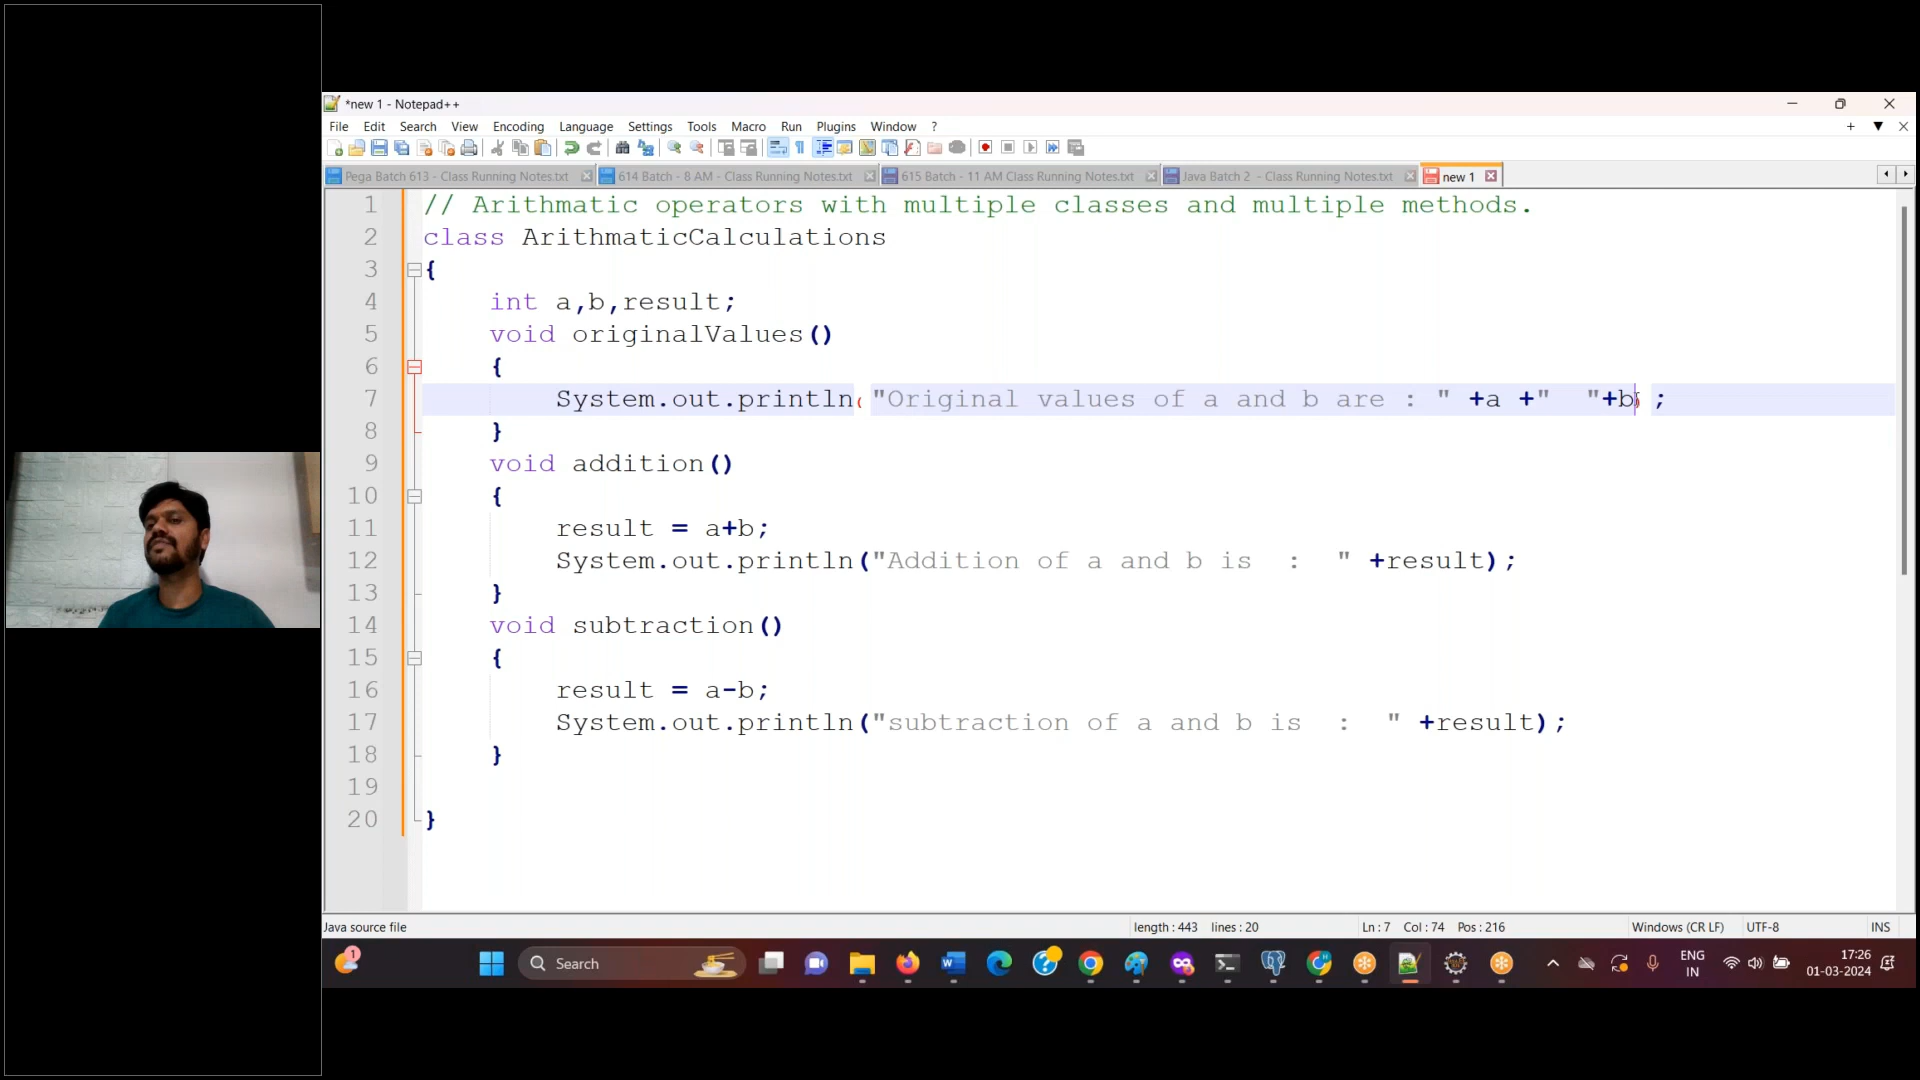 *new 1 - Notepad++
File Edit Search View Encoding Language Settings Tools Macro Run Plugins Window ?
Pega Batch 613 - Class Running Notes.txt 614 Batch - 8 AM - Class Running Notes.txt 615 Batch - 11 AM Class Running Notes.txt Java Batch 2 - Class Running Notes.txt new 1
1 // Arithmatic operators with multiple classes and multiple methods.
2 class ArithmaticCalculations
3 {
4 int a,b,result;
5 void originalValues()
6 {
7 System.out.println("Original values of a and b are : " +a +"  "+b) ;
8 }
9 void addition()
10 {
11 result = a+b;
12 System.out.println("Addition of a and b is  :  " +result);
13 }
14 void subtraction()
15 {
16 result = a-b;
17 System.out.println("subtraction of a and b is  :  " +result);
18 }
19
20 }
Java source file length : 443 lines : 20 Ln : 7 Col : 74 Pos : 216 Windows (CR LF) UTF-8 INS
1 Search ENG IN 17:26 01-03-2024